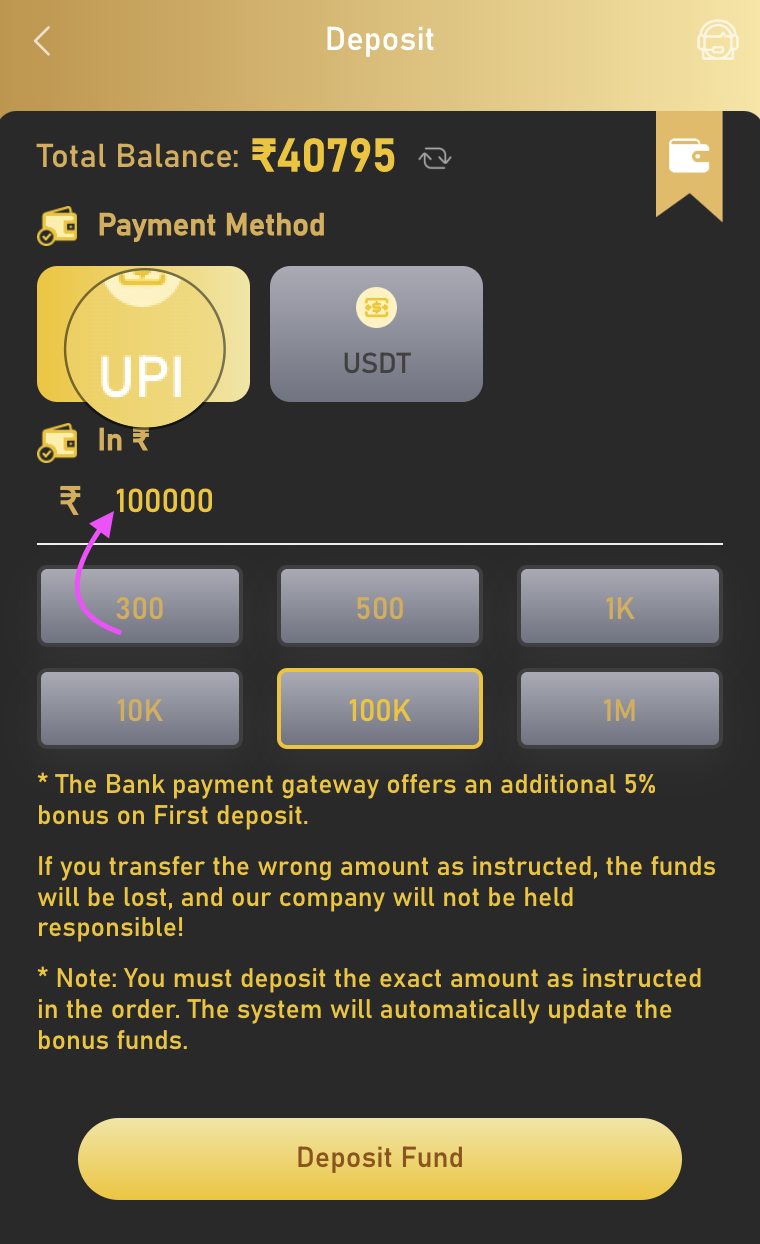 Deposit
Total Balance: ₹40795
Payment Method
UPI
USDT
In ₹
₹ 100000
300 500 1K
10K 100K 1M
* The Bank payment gateway offers an additional 5%
bonus on First deposit.
If you transfer the wrong amount as instructed, the funds
will be lost, and our company will not be held
responsible!
* Note: You must deposit the exact amount as instructed
in the order. The system will automatically update the
bonus funds.
Deposit Fund